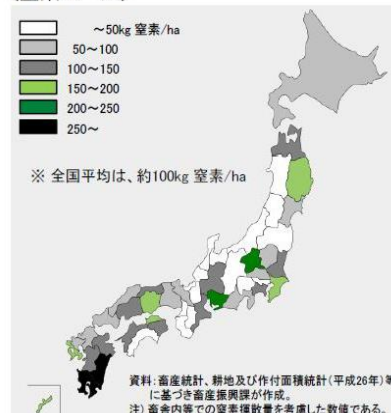 ～50kg 窒素/ha
50～100
100～150
150～200
200～250
250～
※ 全国平均は、約100kg 窒素/ha
資料：畜産統計、耕地及び作付面積統計（平成26年）等
に基づき畜産振興課が作成。
注）畜舎内等での窒素揮散量を考慮した数値である。